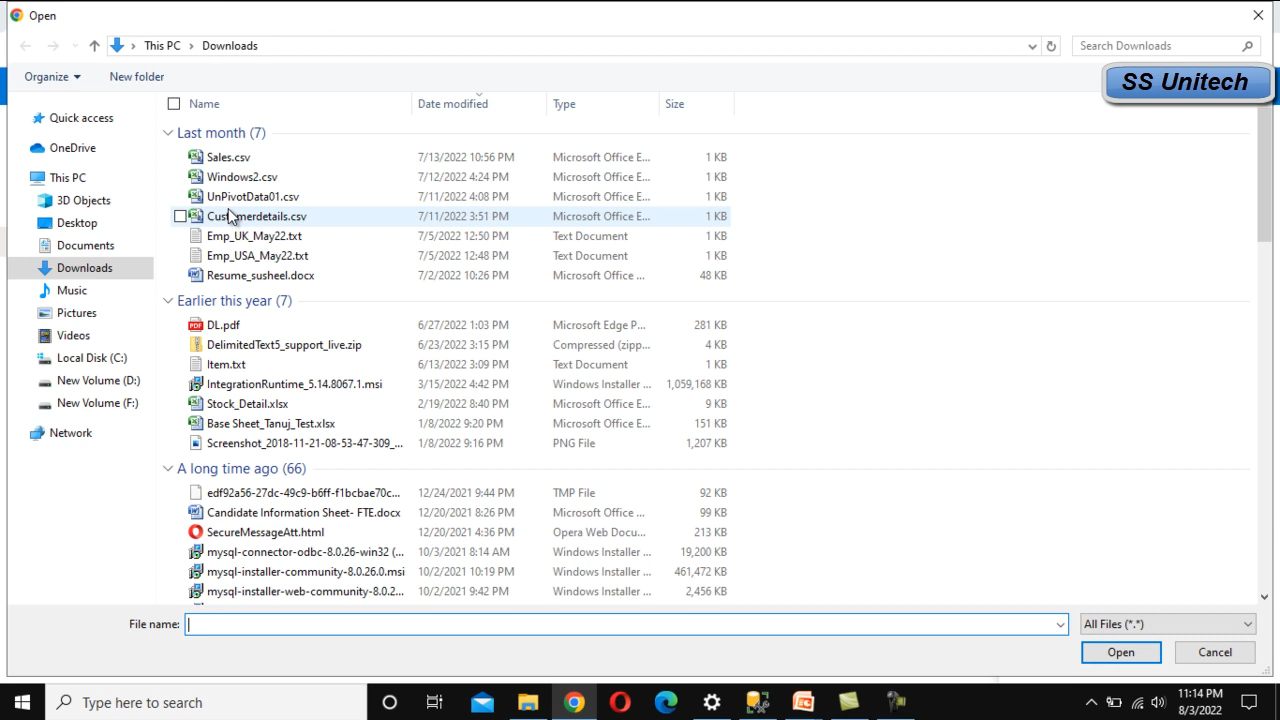 Open
This PC > Downloads
Search Downloads
Organize
New folder
SS Unitech
Name Date modified Type Size
Quick access
OneDrive
This PC
3D Objects
Desktop
Documents
Downloads
Music
Pictures
Videos
Local Disk (C:)
New Volume (D:)
New Volume (F:)
Network
Last month (7)
Sales.csv 7/13/2022 10:56 PM Microsoft Office E... 1 KB
Windows2.csv 7/12/2022 4:24 PM Microsoft Office E... 1 KB
UnPivotData01.csv 7/11/2022 4:08 PM Microsoft Office E... 1 KB
Customerdetails.csv 7/11/2022 3:51 PM Microsoft Office E... 1 KB
Emp_UK_May22.txt 7/5/2022 12:50 PM Text Document 1 KB
Emp_USA_May22.txt 7/5/2022 12:48 PM Text Document 1 KB
Resume_susheel.docx 7/2/2022 10:26 PM Microsoft Office ... 48 KB
Earlier this year (7)
DL.pdf 6/27/2022 1:03 PM Microsoft Edge P... 281 KB
DelimitedText5_support_live.zip 6/23/2022 3:15 PM Compressed (zipp... 4 KB
Item.txt 6/13/2022 3:09 PM Text Document 1 KB
IntegrationRuntime_5.14.8067.1.msi 3/15/2022 4:42 PM Windows Installer ... 1,059,168 KB
Stock_Detail.xlsx 2/19/2022 8:40 PM Microsoft Office E... 9 KB
Base Sheet_Tanuj_Test.xlsx 1/8/2022 9:20 PM Microsoft Office E... 151 KB
Screenshot_2018-11-21-08-53-47-309_... 1/8/2022 9:16 PM PNG File 1,207 KB
A long time ago (66)
edf92a56-27dc-49c9-b6ff-f1bcbae70c... 12/24/2021 9:44 PM TMP File 92 KB
Candidate Information Sheet- FTE.docx 12/20/2021 8:26 PM Microsoft Office ... 99 KB
SecureMessageAtt.html 12/20/2021 4:36 PM Opera Web Docu... 213 KB
mysql-connector-odbc-8.0.26-win32 (... 10/3/2021 8:14 AM Windows Installer ... 19,200 KB
mysql-installer-community-8.0.26.0.msi 10/2/2021 10:19 PM Windows Installer ... 461,472 KB
mysql-installer-web-community-8.0.2... 10/2/2021 9:42 PM Windows Installer ... 2,456 KB
File name:
All Files (*.*)
Open
Cancel
Type here to search
11:14 PM
8/3/2022